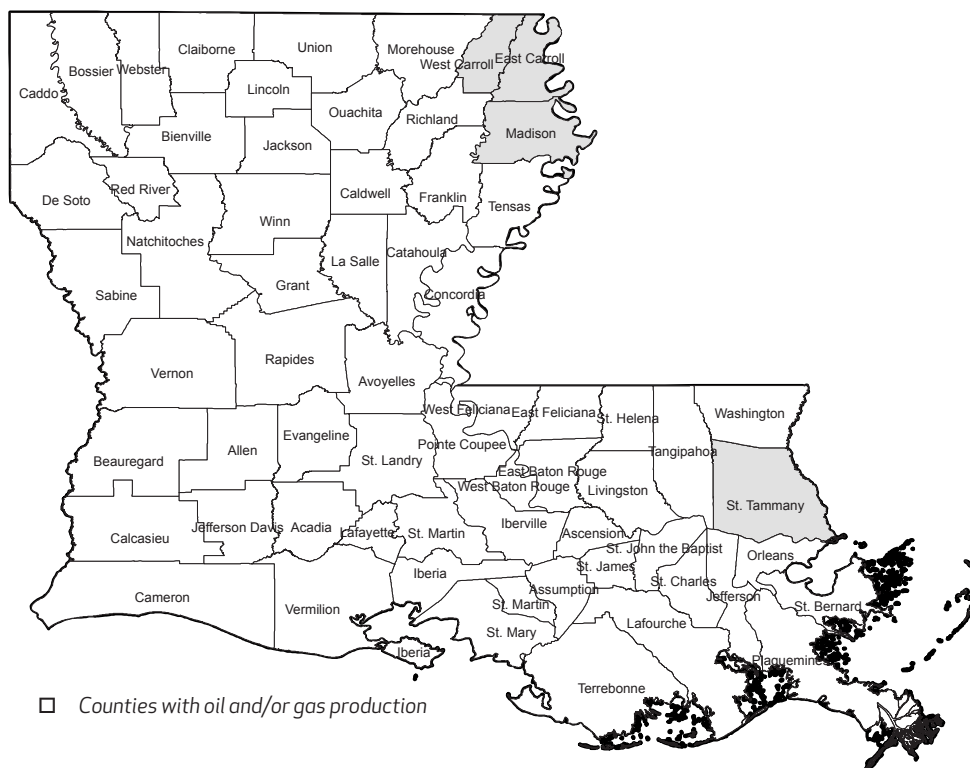 Claiborne
Union
Morehouse
West Carroll
East Carroll
Bossier
Webster
Caddo
Lincoln
Ouachita
Richland
Madison
Bienville
Jackson
De Soto
Red River
Caldwell
Franklin
Tensas
Winn
Natchitoches
La Salle
Catahoula
Grant
Sabine
Concordia
Vernon
Rapides
Avoyelles
West Feliciana
East Feliciana
St. Helena
Washington
Evangeline
Pointe Coupee
Tangipahoa
Beauregard
Allen
St. Landry
East Baton Rouge
West Baton Rouge
Livingston
St. Tammany
Calcasieu
Jefferson Davis
Acadia
Lafayette
St. Martin
Iberville
Ascension
St. John the Baptist
Orleans
St. James
Iberia
Assumption
St. Charles
Jefferson
Cameron
Vermilion
St. Martin
St. Bernard
Lafourche
St. Mary
Iberia
Plaquemines
Terrebonne
Counties with oil and/or gas production